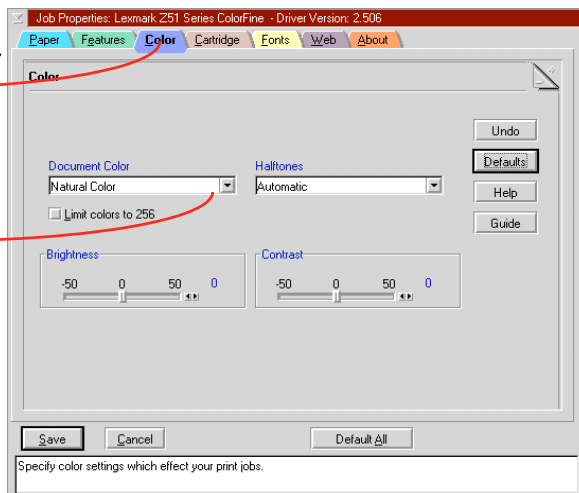 Job Properties: Lexmark Z51 Series ColorFine - Driver Version: 2.506
Paper Features Color Cartridge Fonts Web About
Color
Undo
Document Color Halftones Defaults
Natural Color Automatic
Help
Limit colors to 256
Guide
Brightness Contrast
-50 0 50 0 -50 0 50 0
Save Cancel Default All
Specify color settings which effect your print jobs.